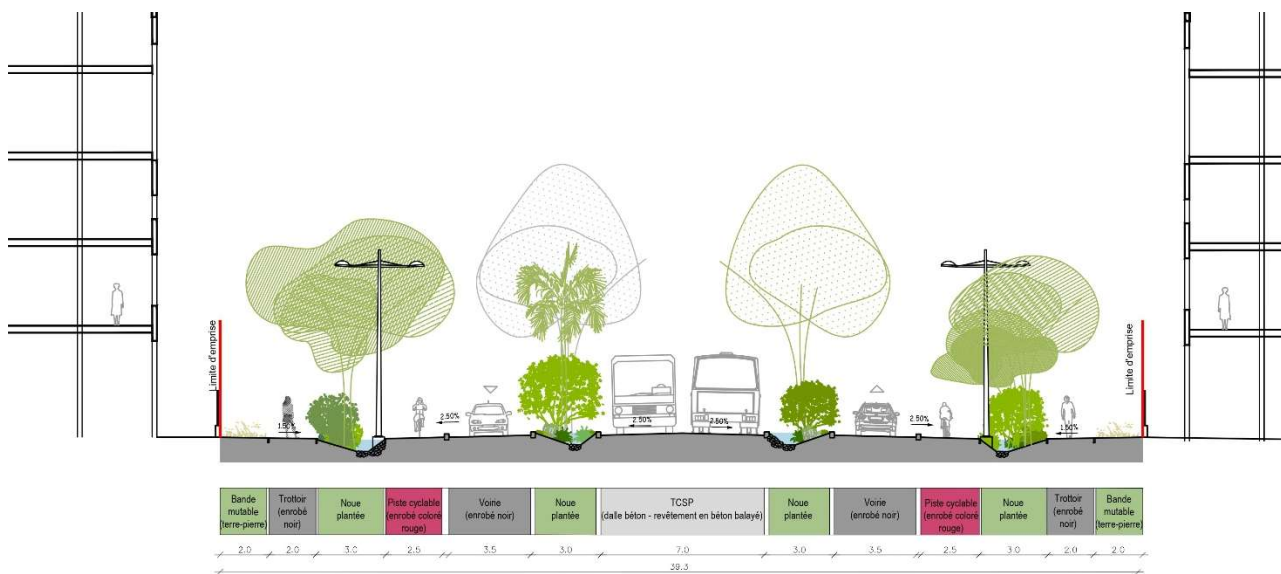 Limite d'emprise
Limite d'emprise
1.50%
2.50%
2.50%
2.50%
2.50%
1.50%
Bande
mutable
(terre-pierre)
Trottoir
(enrobé
noir)
Noue
plantée
Piste cyclable
(enrobé coloré
rouge)
Voirie
(enrobé noir)
Noue
plantée
TCSP
(dalle béton - revêtement en béton balayé)
Noue
plantée
Voirie
(enrobé noir)
Piste cyclable
(enrobé coloré
rouge)
Noue
plantée
Trottoir
(enrobé
noir)
Bande
mutable
(terre-pierre)
2.0 2.0 3.0 2.5 3.5 3.0 7.0 3.0 3.5 2.5 3.0 2.0 2.0
39.3